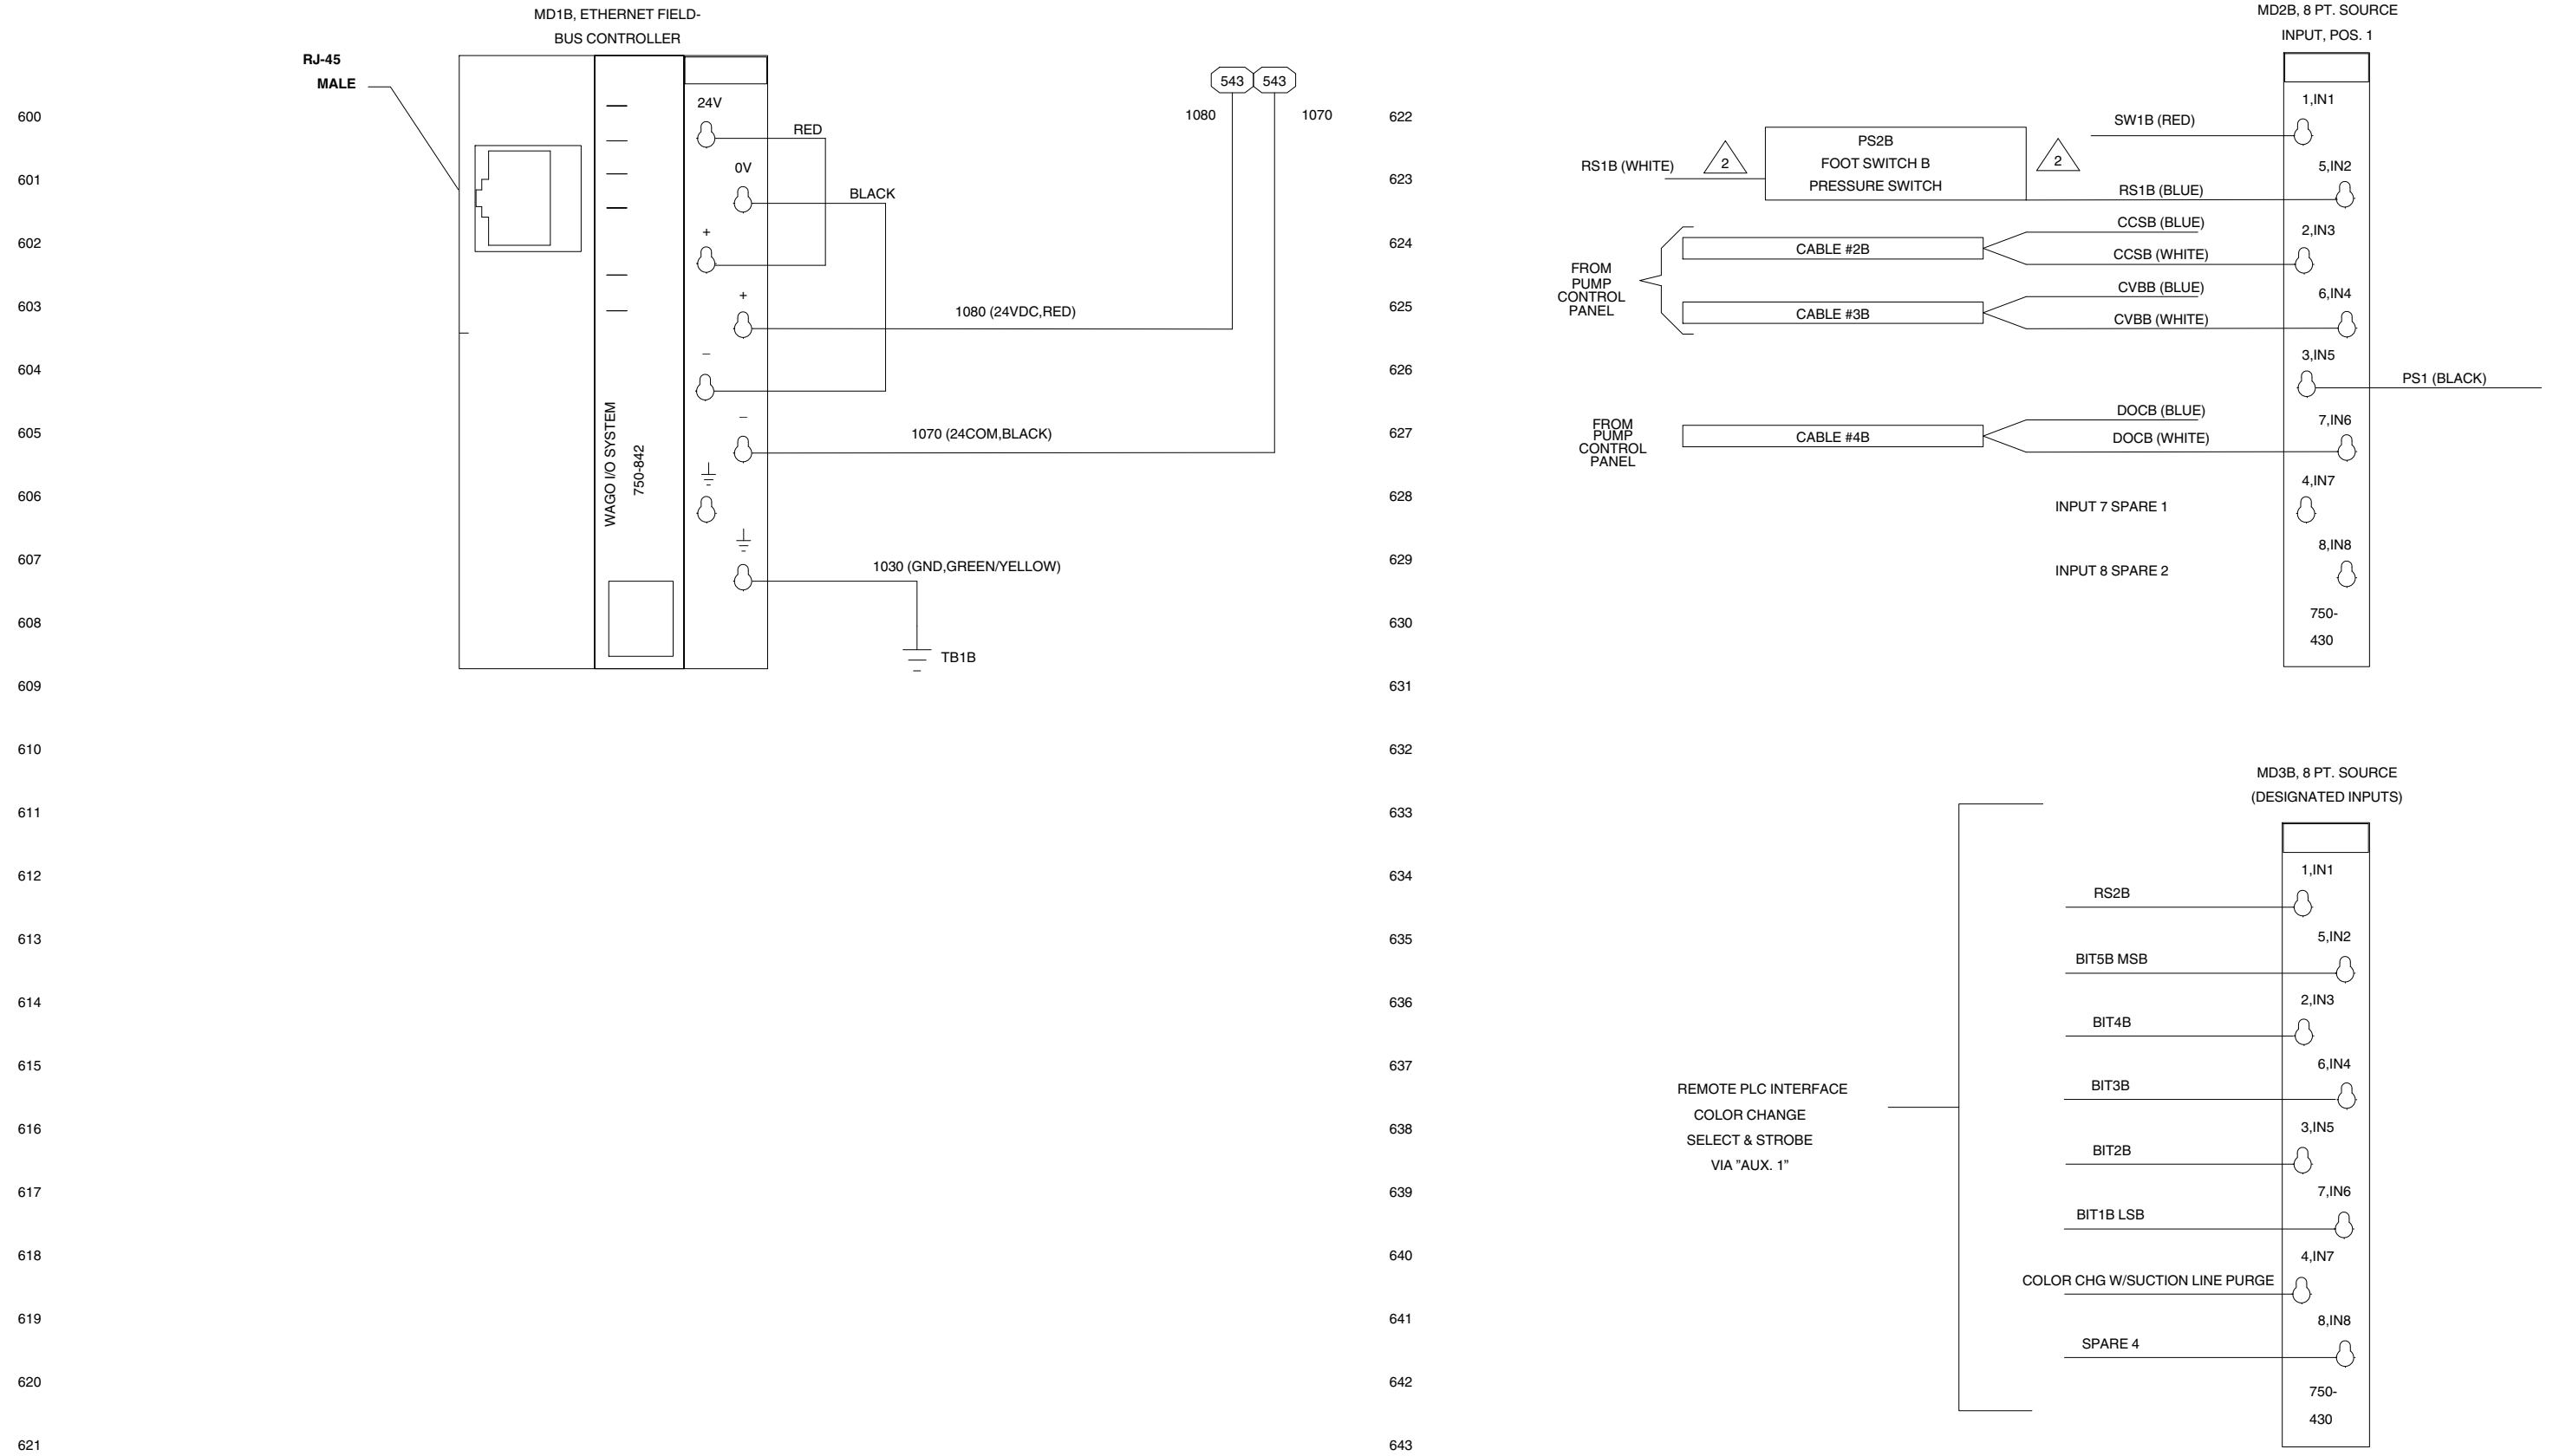 MD1B, ETHERNET FIELD-
BUS CONTROLLER
RJ-45
MALE
24V
RED
0V
BLACK
+
+
1080 (24VDC,RED)
–
–
1070 (24COM,BLACK)
1030 (GND,GREEN/YELLOW)
TB1B
WAGO I/O SYSTEM
750-842
543
543
1080
1070
600
601
602
603
604
605
606
607
608
609
610
611
612
613
614
615
616
617
618
619
620
621
622
623
624
625
626
627
628
629
630
631
632
633
634
635
636
637
638
639
640
641
642
643
MD2B, 8 PT. SOURCE
INPUT, POS. 1
1,IN1
SW1B (RED)
RS1B (WHITE)
2
PS2B
FOOT SWITCH B
PRESSURE SWITCH
2
5,IN2
RS1B (BLUE)
FROM
PUMP
CONTROL
PANEL
CABLE #2B
CCSB (BLUE)
2,IN3
CCSB (WHITE)
CABLE #3B
CVBB (BLUE)
6,IN4
CVBB (WHITE)
3,IN5
PS1 (BLACK)
FROM
PUMP
CONTROL
PANEL
CABLE #4B
DOCB (BLUE)
7,IN6
DOCB (WHITE)
4,IN7
INPUT 7 SPARE 1
8,IN8
INPUT 8 SPARE 2
750-
430
MD3B, 8 PT. SOURCE
(DESIGNATED INPUTS)
REMOTE PLC INTERFACE
COLOR CHANGE
SELECT & STROBE
VIA ”AUX. 1”
1,IN1
RS2B
5,IN2
BIT5B MSB
2,IN3
BIT4B
6,IN4
BIT3B
3,IN5
BIT2B
7,IN6
BIT1B LSB
4,IN7
COLOR CHG W/SUCTION LINE PURGE
8,IN8
SPARE 4
750-
430